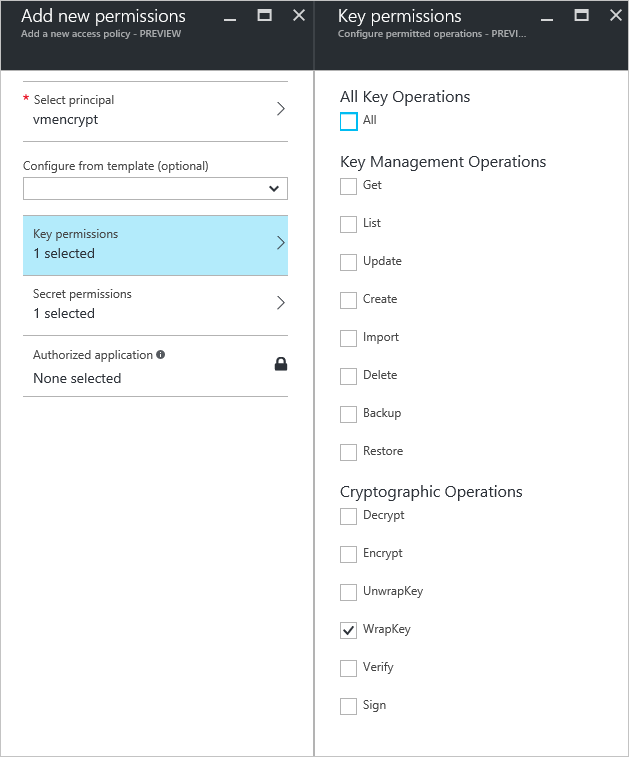 Add new permissions
Add a new access policy - PREVIEW
* Select principal
vmencrypt
Configure from template (optional)
Key permissions
1 selected
Secret permissions
1 selected
Authorized application
None selected
Key permissions
Configure permitted operations - PREVI...
All Key Operations
All
Key Management Operations
Get
List
Update
Create
Import
Delete
Backup
Restore
Cryptographic Operations
Decrypt
Encrypt
UnwrapKey
WrapKey
Verify
Sign